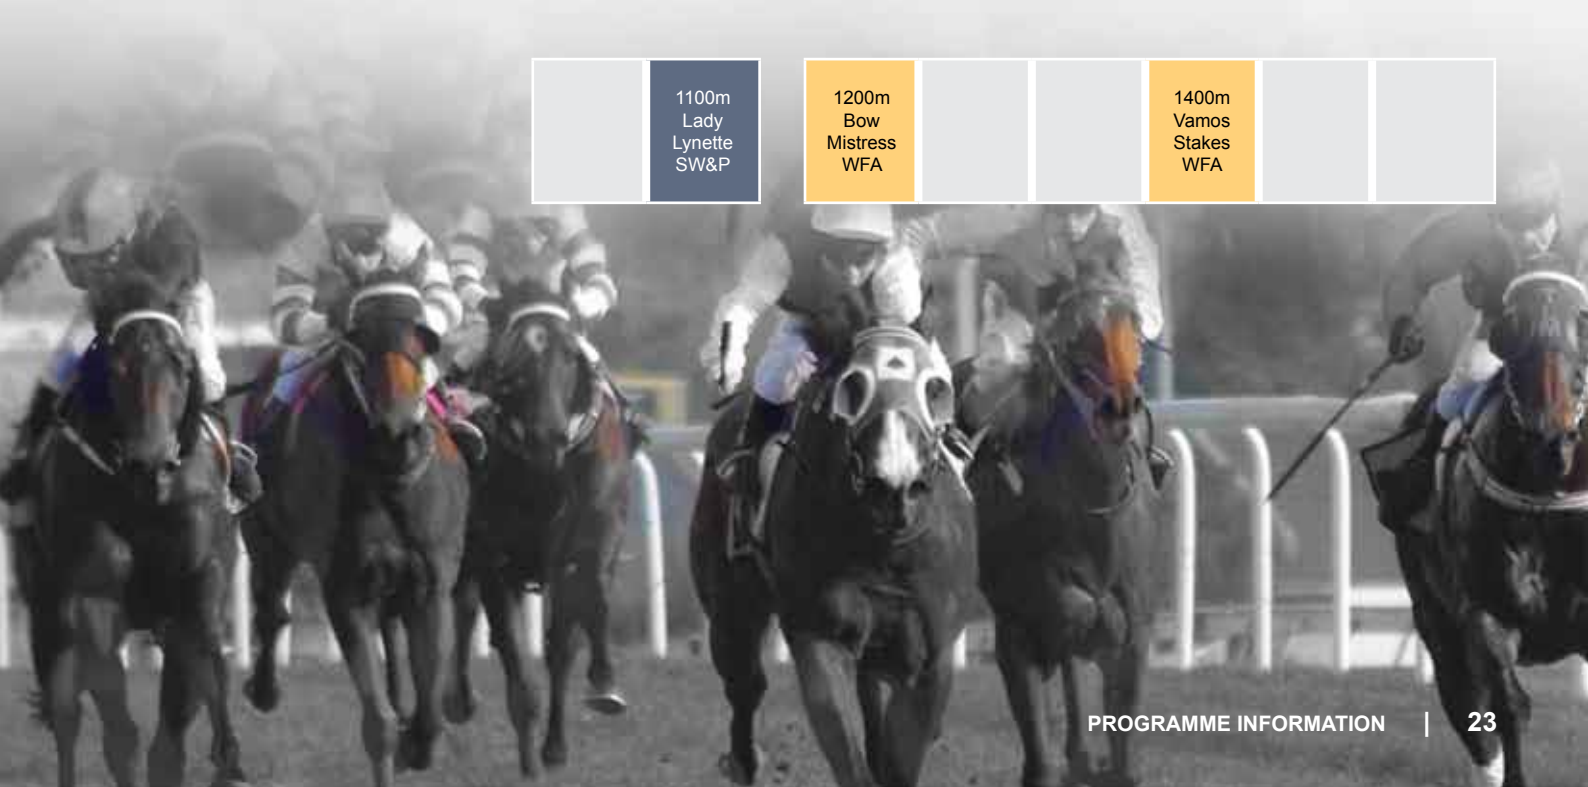 1100m
Lady
Lynette
SW&P
1200m
Bow
Mistress
WFA
1400m
Vamos
Stakes
WFA
PROGRAMME INFORMATION | 23